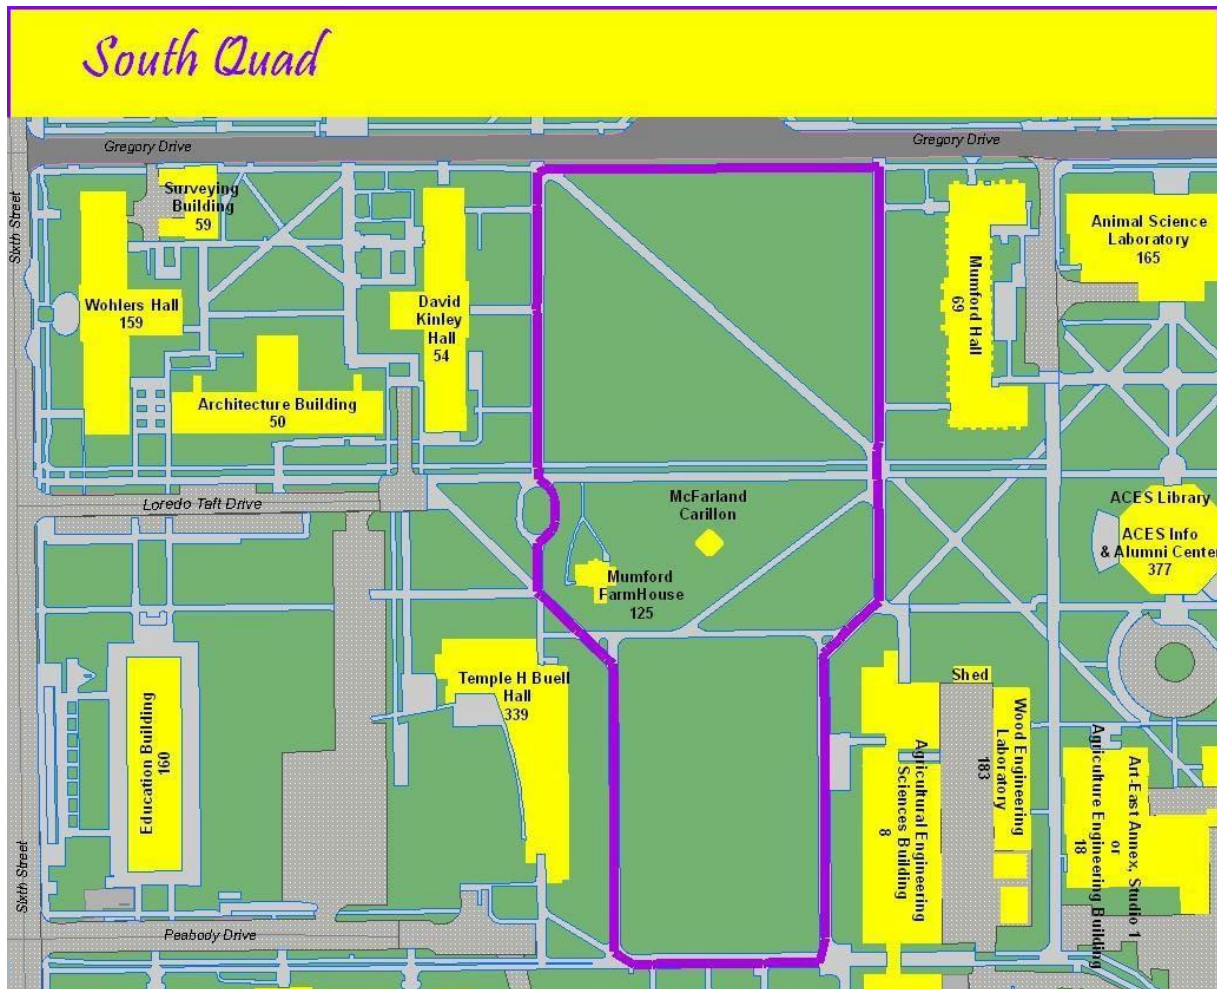 South Quad
Gregory Drive
Gregory Drive
Sixth Street
Surveying
Building
59
Wohlers Hall
159
David
Kinley
Hall
54
Architecture Building
50
Mumford Hall
69
Animal Science
Laboratory
165
Loredo Taft Drive
McFarland
Carillon
ACES Library
ACES Info
& Alumni Center
377
Mumford
FarmHouse
125
Temple H Buell
Hall
339
Education Building
160
Shed
Wood Engineering
Laboratory
183
Agricultural Engineering
Sciences Building
8
Art-East Annex, Studio 1
or
Agriculture Engineering Building
18
Sixth Street
Peabody Drive